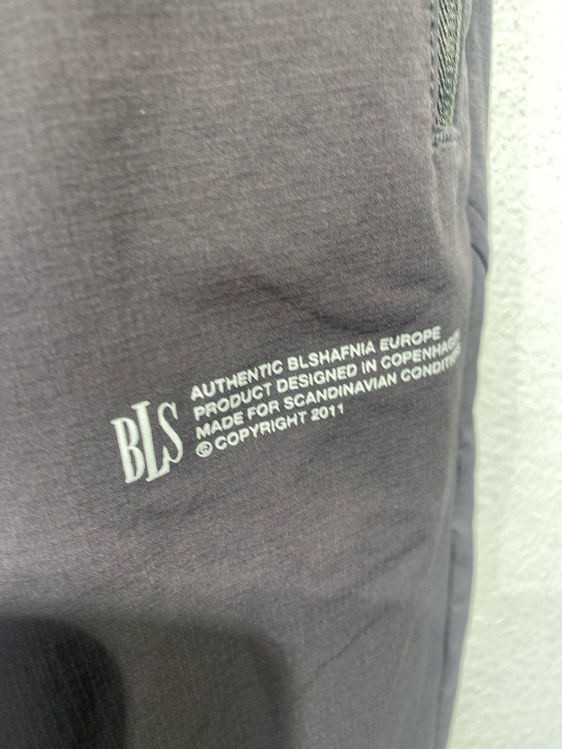 BLS
AUTHENTIC BLSHAFNIA EUROPE
PRODUCT DESIGNED IN COPENHAGEN
MADE FOR SCANDINAVIAN
© COPYRIGHT 2011